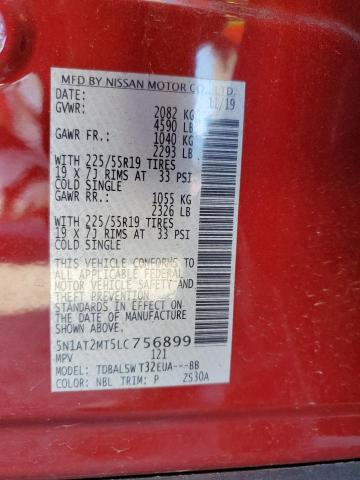 MFD BY NISSAN MOTOR CO., LTD.
DATE: 11/19
GVWR: 2082 KG
4590 LB
GAWR FR: 1040 KG
2293 LB
WITH 225/55R19 TIRES
19 X 7J RIMS AT 33 PSI
COLD SINGLE
GAWR RR: 1055 KG
2326 LB
WITH 225/55R19 TIRES
19 X 7J RIMS AT 33 PSI
COLD SINGLE
THIS VEHICLE CONFORMS TO
ALL APPLICABLE FEDERAL
MOTOR VEHICLE SAFETY AND
THEFT PREVENTION
STANDARDS IN EFFECT ON
THE DATE OF MANUFACTURE
SHOWN ABOVE.
5N1AT2MT5LC756899
MPV 121
MODEL: TDBALSWT32EUA---BB
COLOR: NBL TRIM: P ZS30A